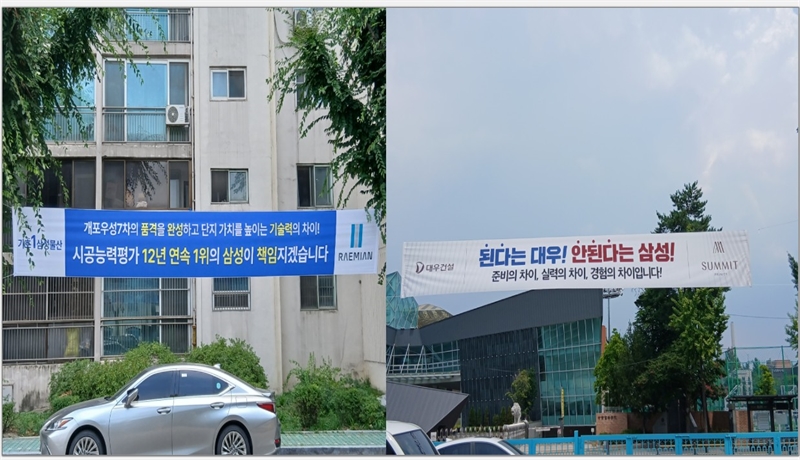 개포우성7차의 품격을 완성하고 단지 가치를 높이는 기술력의 차이!
시공능력평가 12년 연속 1위의 삼성이 책임지겠습니다
삼성물산
RAEMIAN
대우건설
된다는 대우! 안된다는 삼성!
준비의 차이, 실력의 차이, 경험의 차이입니다!
SUMMIT